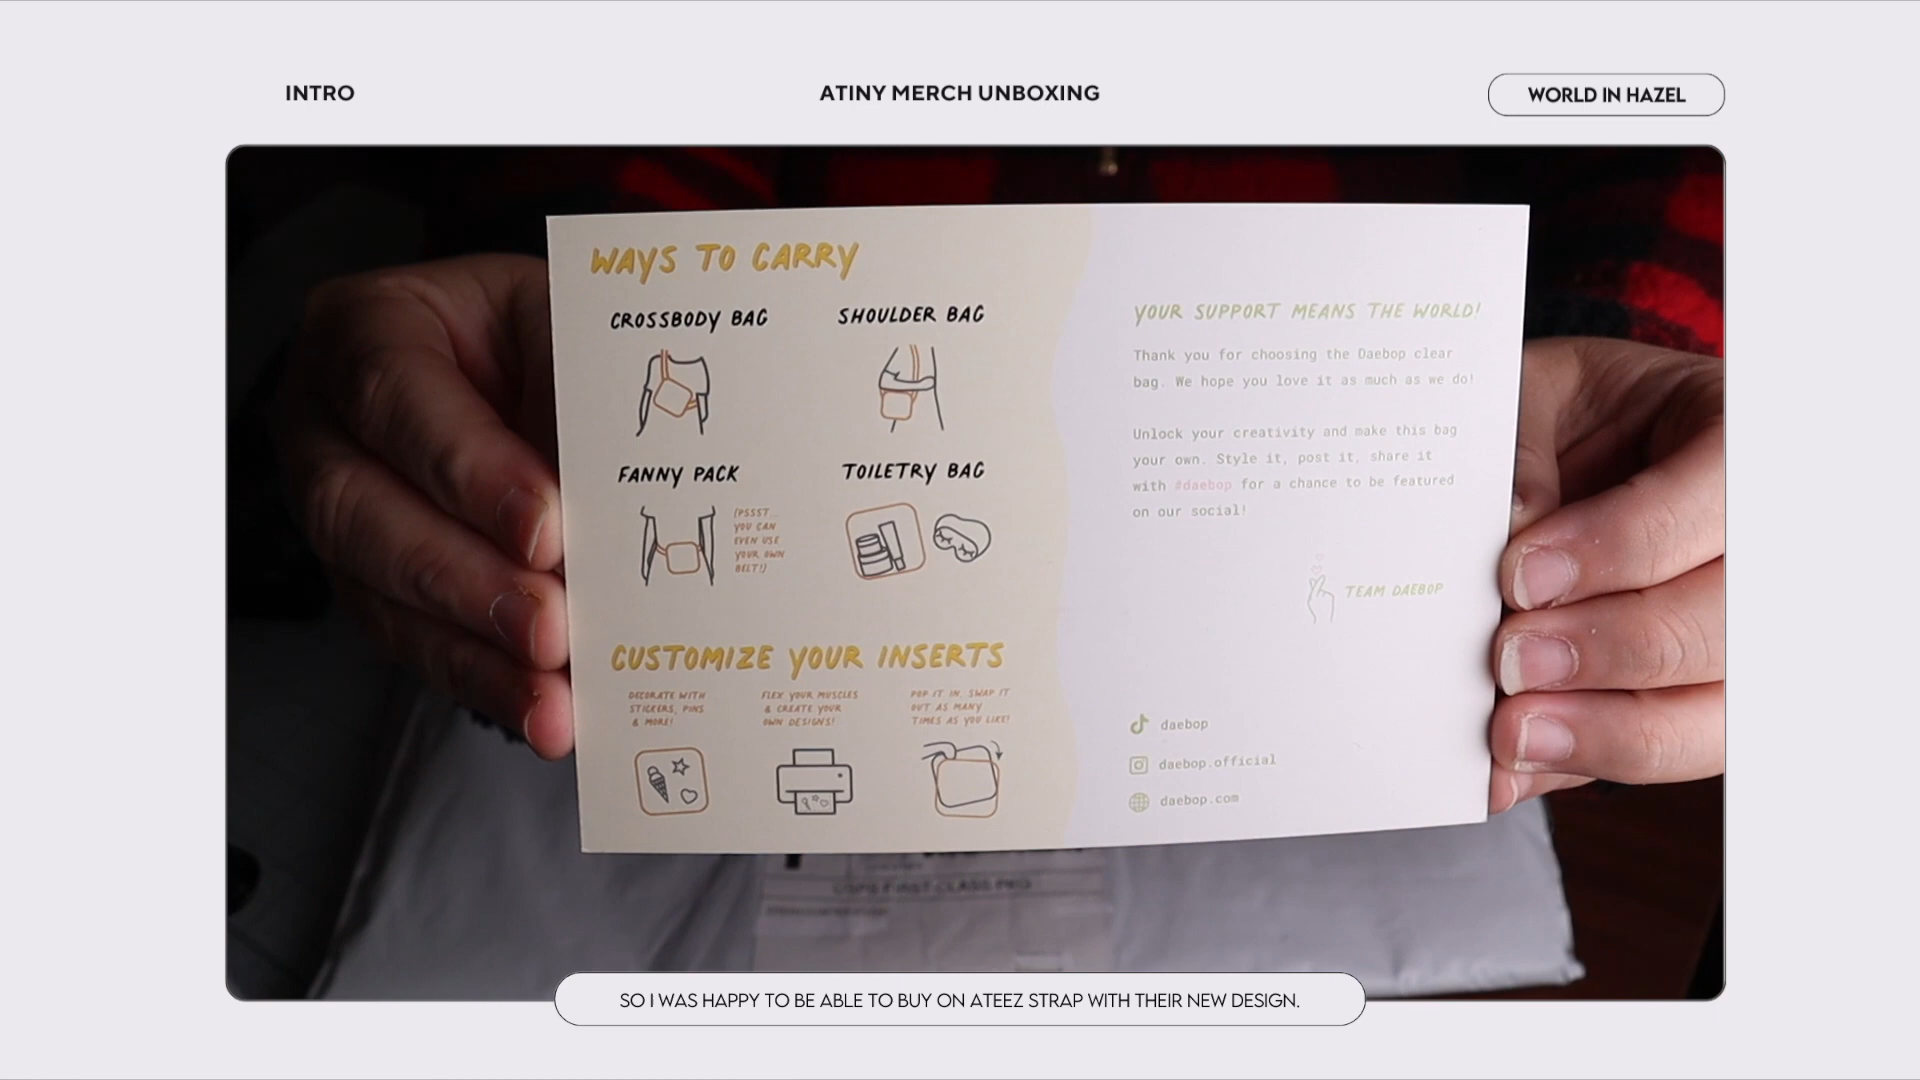 INTRO
ATINY MERCH UNBOXING
WORLD IN HAZEL
WAYS TO CARRY
CROSSBODY BAG
SHOULDER BAG
FANNY PACK
(PSSST...
YOU CAN
EVEN USE
YOUR OWN
BELT!)
TOILETRY BAG
CUSTOMIZE YOUR INSERTS
DECORATE WITH
STICKERS, PINS
& MORE!
FLEX YOUR MUSCLES
& CREATE YOUR
OWN DESIGNS!
POP IT IN, SWAP IT
OUT AS MANY
TIMES AS YOU LIKE!
YOUR SUPPORT MEANS THE WORLD!
Thank you for choosing the Daebop clear
bag. We hope you love it as much as we do!
Unlock your creativity and make this bag
your own. Style it, post it, share it
with #daebop for a chance to be featured
on our social!
TEAM DAEBOP
daebop
daebop.official
daebop.com
USPS FIRST-CLASS PKG
SO I WAS HAPPY TO BE ABLE TO BUY ON ATEEZ STRAP WITH THEIR NEW DESIGN.